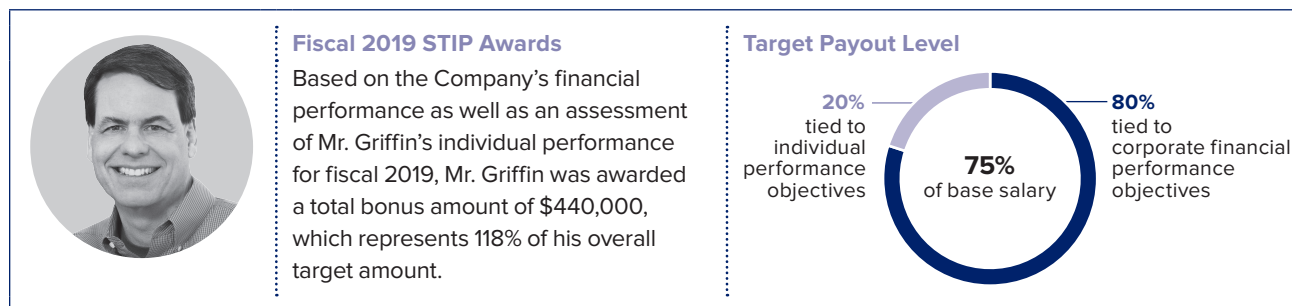 Fiscal 2019 STIP Awards
Based on the Company’s financial
performance as well as an assessment
of Mr. Griffin’s individual performance
for fiscal 2019, Mr. Griffin was awarded
a total bonus amount of $440,000,
which represents 118% of his overall
target amount.
Target Payout Level
20%
tied to
individual
performance
objectives
75%
of base salary
80%
tied to
corporate financial
performance
objectives